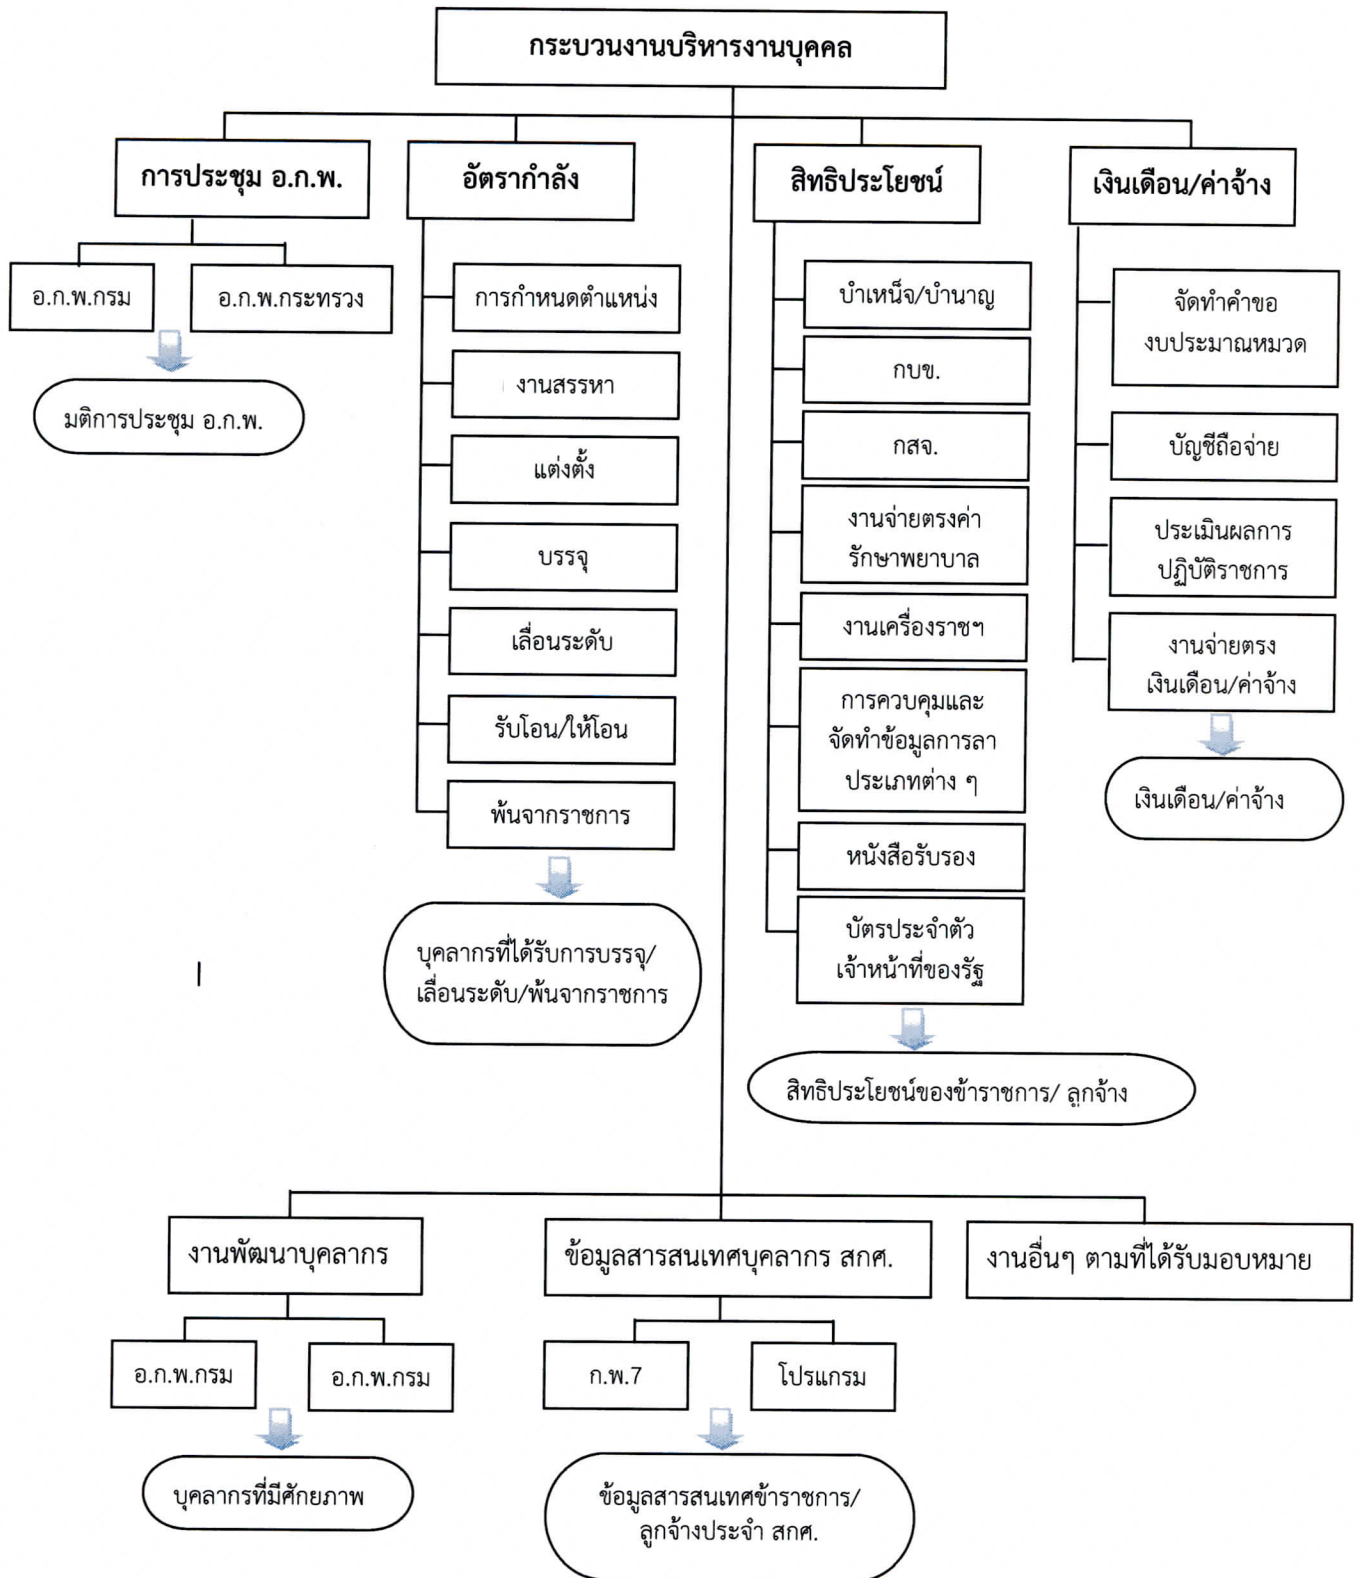 กระบวนงานบริหารงานบุคคล
การประชุม อ.ก.พ.
อ.ก.พ.กรม
อ.ก.พ.กระทรวง
มติการประชุม อ.ก.พ.
อัตรากำลัง
การกำหนดตำแหน่ง
งานสรรหา
แต่งตั้ง
บรรจุ
เลื่อนระดับ
รับโอน/ให้โอน
พ้นจากราชการ
บุคลากรที่ได้รับการบรรจุ/
เลื่อนระดับ/พ้นจากราชการ
สิทธิประโยชน์
บำเหน็จ/บำนาญ
กบข.
กสจ.
งานจ่ายตรงค่า
รักษาพยาบาล
งานเครื่องราชฯ
การควบคุมและ
จัดทำข้อมูลการลา
ประเภทต่าง ๆ
หนังสือรับรอง
บัตรประจำตัว
เจ้าหน้าที่ของรัฐ
สิทธิประโยชน์ของข้าราชการ/ ลูกจ้าง
เงินเดือน/ค่าจ้าง
จัดทำคำขอ
งบประมาณหมวด
บัญชีถือจ่าย
ประเมินผลการ
ปฏิบัติราชการ
งานจ่ายตรง
เงินเดือน/ค่าจ้าง
เงินเดือน/ค่าจ้าง
งานพัฒนาบุคลากร
อ.ก.พ.กรม
อ.ก.พ.กรม
บุคลากรที่มีศักยภาพ
ข้อมูลสารสนเทศบุคลากร สกศ.
ก.พ.7
โปรแกรม
ข้อมูลสารสนเทศข้าราชการ/
ลูกจ้างประจำ สกศ.
งานอื่นๆ ตามที่ได้รับมอบหมาย